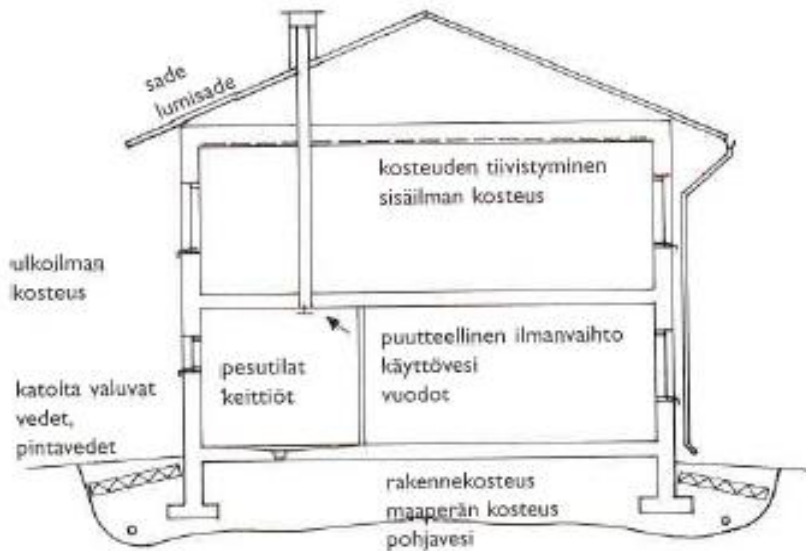 sade
lumisade
kosteuden tiivistyminen
sisäilman kosteus
ulkoilman
kosteus
puutteellinen ilmanvaihto
käyttövesi
vuodot
pesutilat
keittiöt
katolta valuvat
vedet,
pintavedet
rakennekosteus
maaperän kosteus
pohjavesi